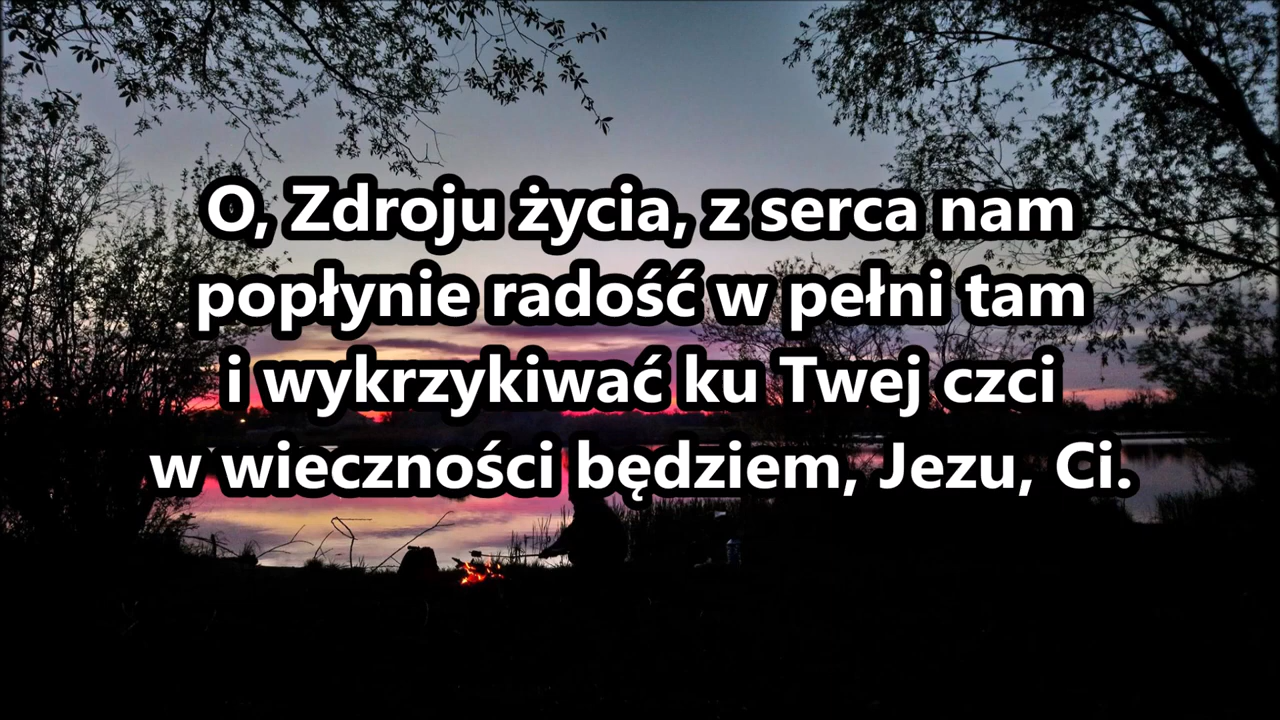 O, Zdroju życia, z serca nam
popłynie radość w pełni tam
i wykrzykiwać ku Twej czci
w wieczności będziem, Jezu, Ci.